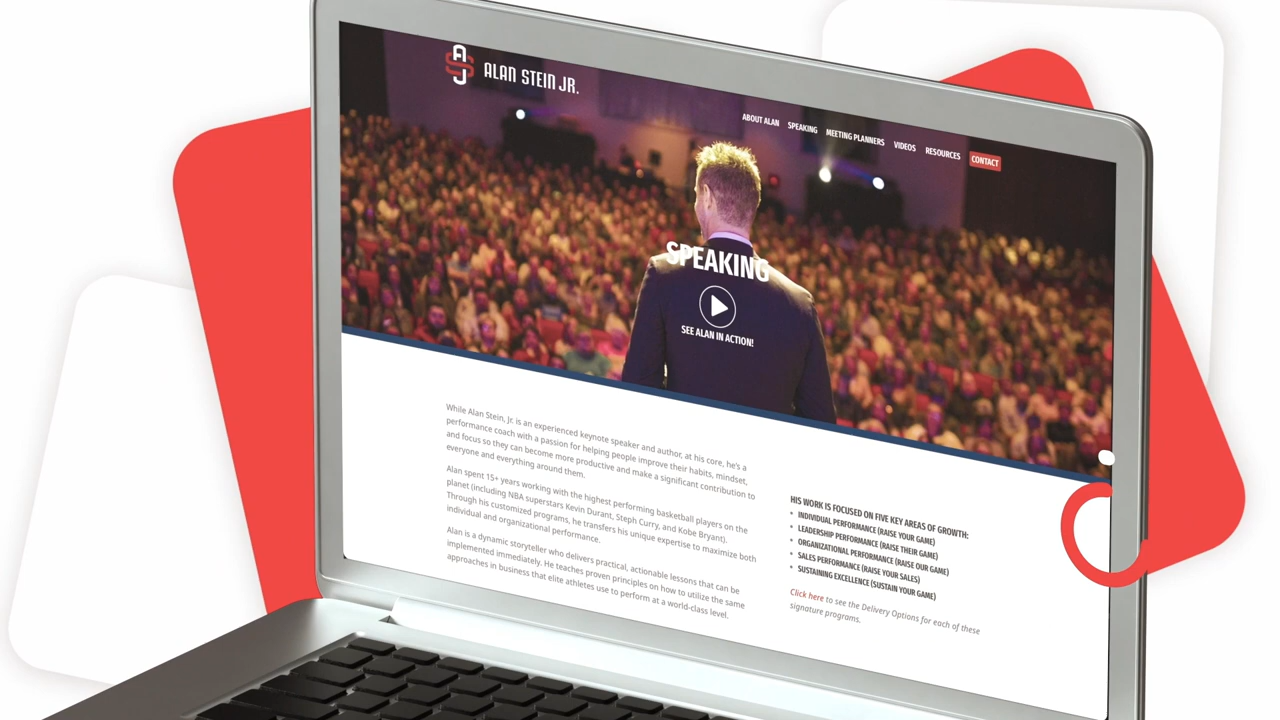 ALAN STEIN JR.
ABOUT ALAN SPEAKING MEETING PLANNERS VIDEOS RESOURCES CONTACT
SPEAKING
SEE ALAN IN ACTION!
While Alan Stein, Jr. is an experienced keynote speaker and author, at his core, he's a
performance coach with a passion for helping people improve their habits, mindset,
and focus so they can become more productive and make a significant contribution to
everyone and everything around them.
Alan spent 15+ years working with the highest performing basketball players on the
planet (including NBA superstars Kevin Durant, Steph Curry, and Kobe Bryant).
Through his customized programs, he transfers his unique expertise to maximize both
individual and organizational performance.
Alan is a dynamic storyteller who delivers practical, actionable lessons that can be
implemented immediately. He teaches proven principles on how to utilize the same
approaches in business that elite athletes use to perform at a world-class level.
HIS WORK IS FOCUSED ON FIVE KEY AREAS OF GROWTH:
• INDIVIDUAL PERFORMANCE (RAISE YOUR GAME)
• LEADERSHIP PERFORMANCE (RAISE THEIR GAME)
• ORGANIZATIONAL PERFORMANCE (RAISE OUR GAME)
• SALES PERFORMANCE (RAISE YOUR SALES)
• SUSTAINING EXCELLENCE (SUSTAIN YOUR GAME)
Click here to see the Delivery Options for each of these
signature programs.